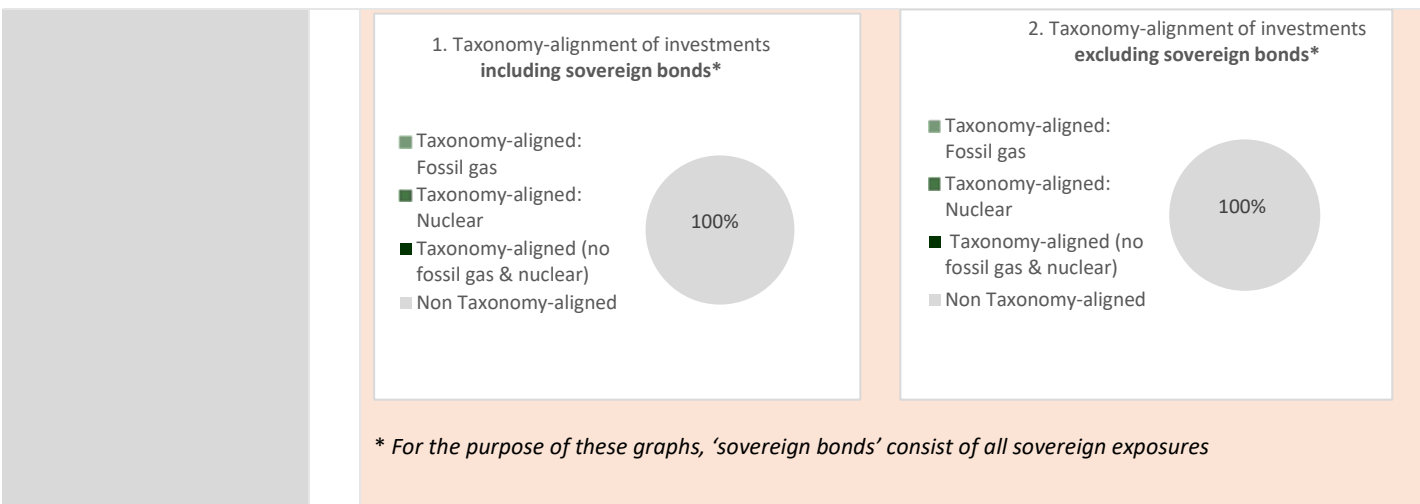 1. Taxonomy-alignment of investments
including sovereign bonds*
Taxonomy-aligned:
Fossil gas
Taxonomy-aligned:
Nuclear
Taxonomy-aligned (no
fossil gas & nuclear)
Non Taxonomy-aligned
100%
2. Taxonomy-alignment of investments
excluding sovereign bonds*
Taxonomy-aligned:
Fossil gas
Taxonomy-aligned:
Nuclear
Taxonomy-aligned (no
fossil gas & nuclear)
Non Taxonomy-aligned
100%
* For the purpose of these graphs, ‘sovereign bonds’ consist of all sovereign exposures